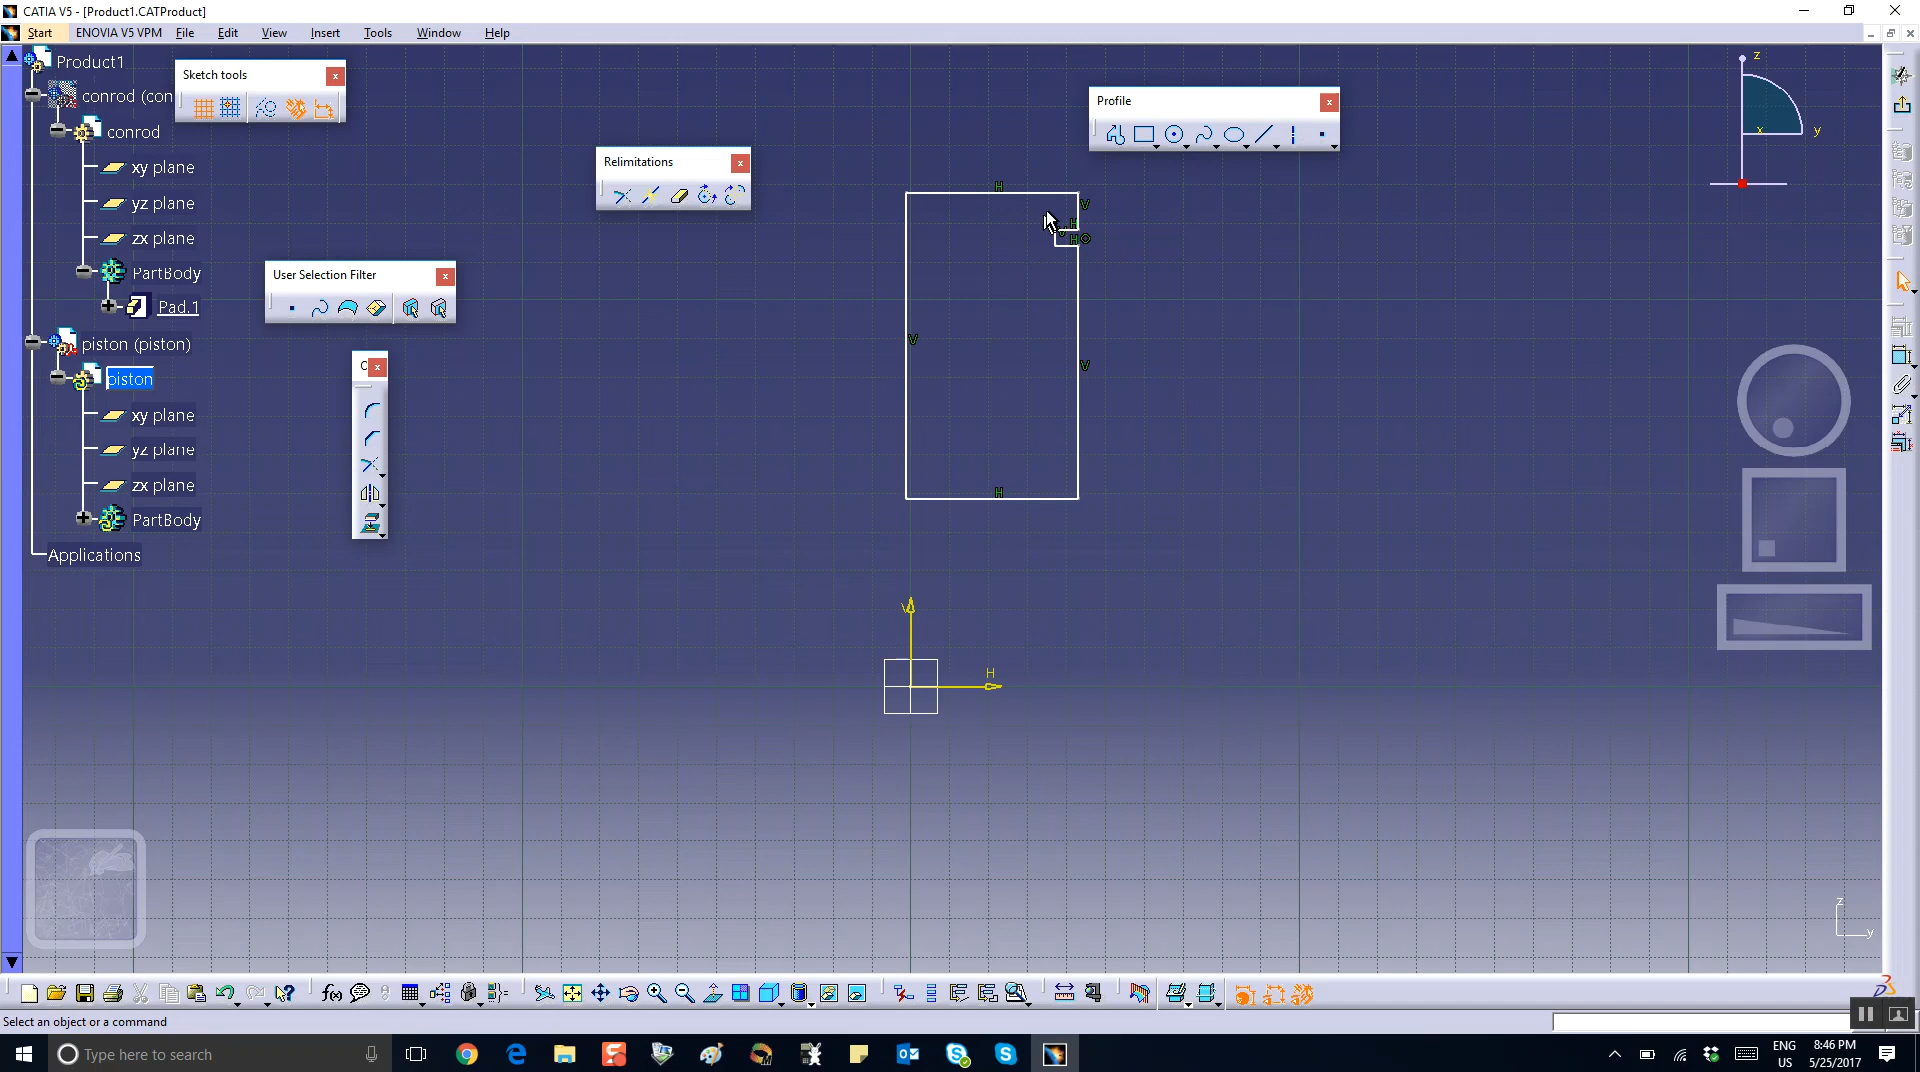 CATIA V5 - [Product1.CATProduct]
Start ENOVIA V5 VPM File Edit View Insert Tools Window Help
Product1
conrod (con
conrod
xy plane
yz plane
zx plane
PartBody
Pad.1
piston (piston)
piston
xy plane
yz plane
zx plane
PartBody
Applications
Sketch tools
Relimitations
User Selection Filter
C
Profile
H
V
H
V
H
V
V
H
V
H
z
x
y
z
y
f(x)
Select an object or a command
Type here to search
ENG
US
8:46 PM
5/25/2017